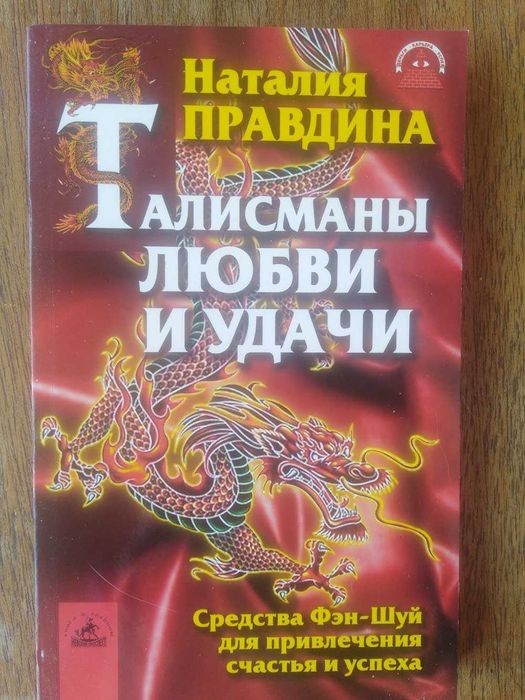 Наталия
ПРАВДИНА
ТАЛИСМАНЫ
ЛЮБВИ
И УДАЧИ
Средства Фэн-Шуй
для привлечения
счастья и успеха